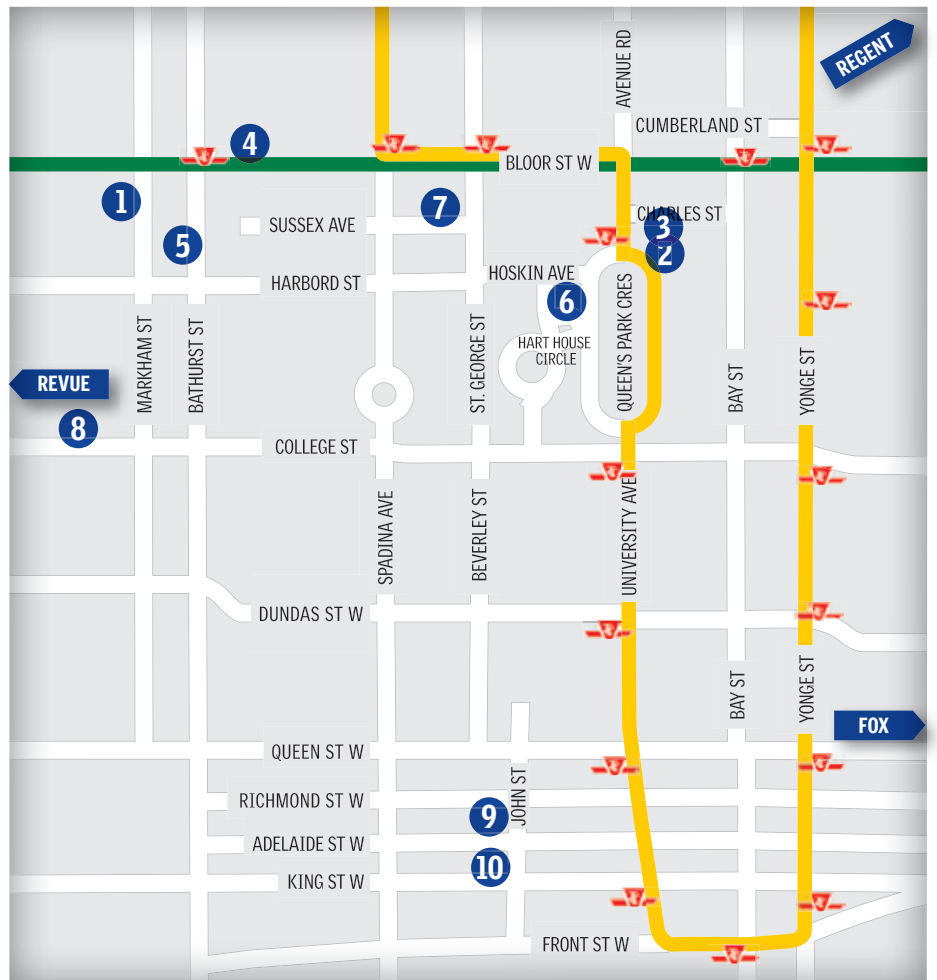 AVENUE RD
REGENT
CUMBERLAND ST
4
BLOOR ST W
1
7
CHARLES ST
3
SUSSEX AVE
5
2
HOSKIN AVE
HARBORD ST
6
QUEEN'S PARK CRES
HART HOUSE
CIRCLE
MARKHAM ST
BATHURST ST
ST. GEORGE ST
BAY ST
YONGE ST
REVUE
8
COLLEGE ST
SPADINA AVE
BEVERLEY ST
UNIVERSITY AVE
DUNDAS ST W
BAY ST
YONGE ST
FOX
QUEEN ST W
JOHN ST
RICHMOND ST W
9
ADELAIDE ST W
10
KING ST W
FRONT ST W